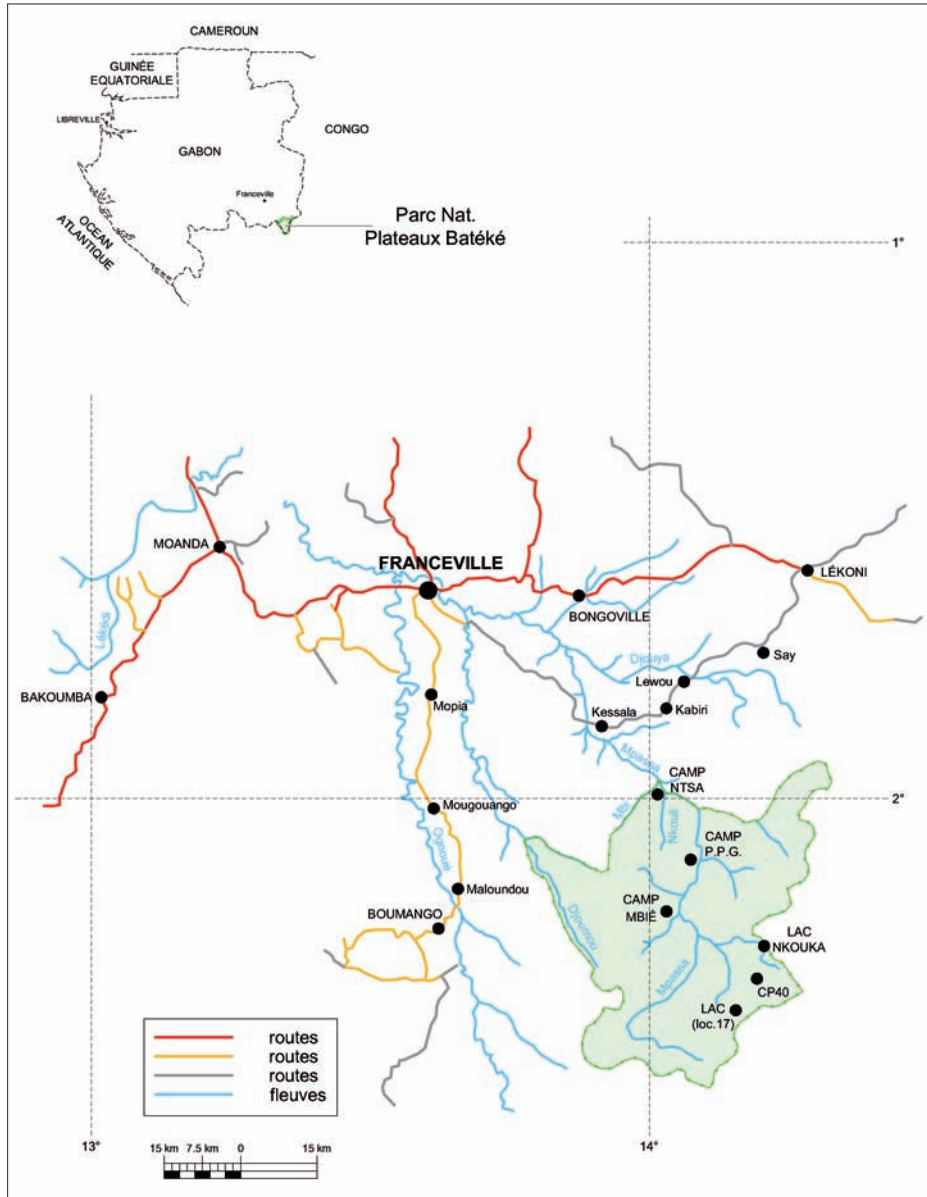 CAMEROUN
GUINÉE
EQUATORIALE
LIBREVILLE
CONGO
GABON
Franceville
OCEAN
ATLANTIQUE
Parc Nat.
Plateaux Batéké
1°
MOANDA
FRANCEVILLE
LÉKONI
BONGOVILLE
Lékédi
Djouya
Say
Lewou
BAKOUMBA
Mopia
Kessala
Kabiri
Mpassa
CAMP
NTSA
2°
Mougouango
Mbi
Nkouli
CAMP
P.P.G.
Ogooué
Maloundou
CAMP
MBIÉ
BOUMANGO
Djoumou
LAC
NKOUKA
Mpassa
CP40
LAC
(loc.17)
routes
routes
routes
fleuves
13°
14°
15 km 7.5 km 0 15 km